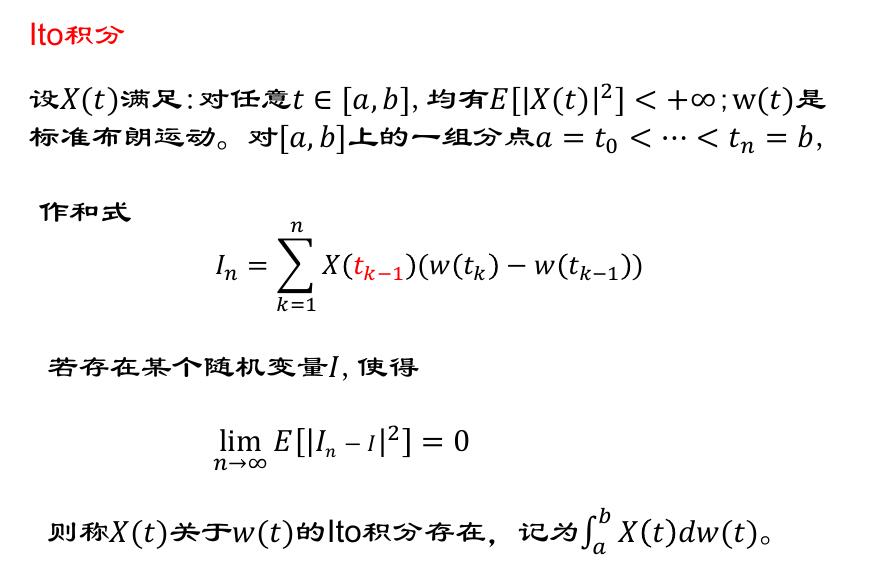 Ito积分
设X(t)满足:对任意t ∈ [a, b], 均有E[|X(t)|²] < +∞; w(t)是
标准布朗运动。对[a, b]上的一组分点a = t₀ < ⋯ < tₙ = b,
作和式
Iₙ = ∑ₖ₌₁ⁿ X(tₖ₋₁)(w(tₖ) − w(tₖ₋₁))
若存在某个随机变量I, 使得
lim n→∞ E[|Iₙ − I|²] = 0
则称X(t)关于w(t)的Ito积分存在，记为∫ₐᵇ X(t)dw(t)。